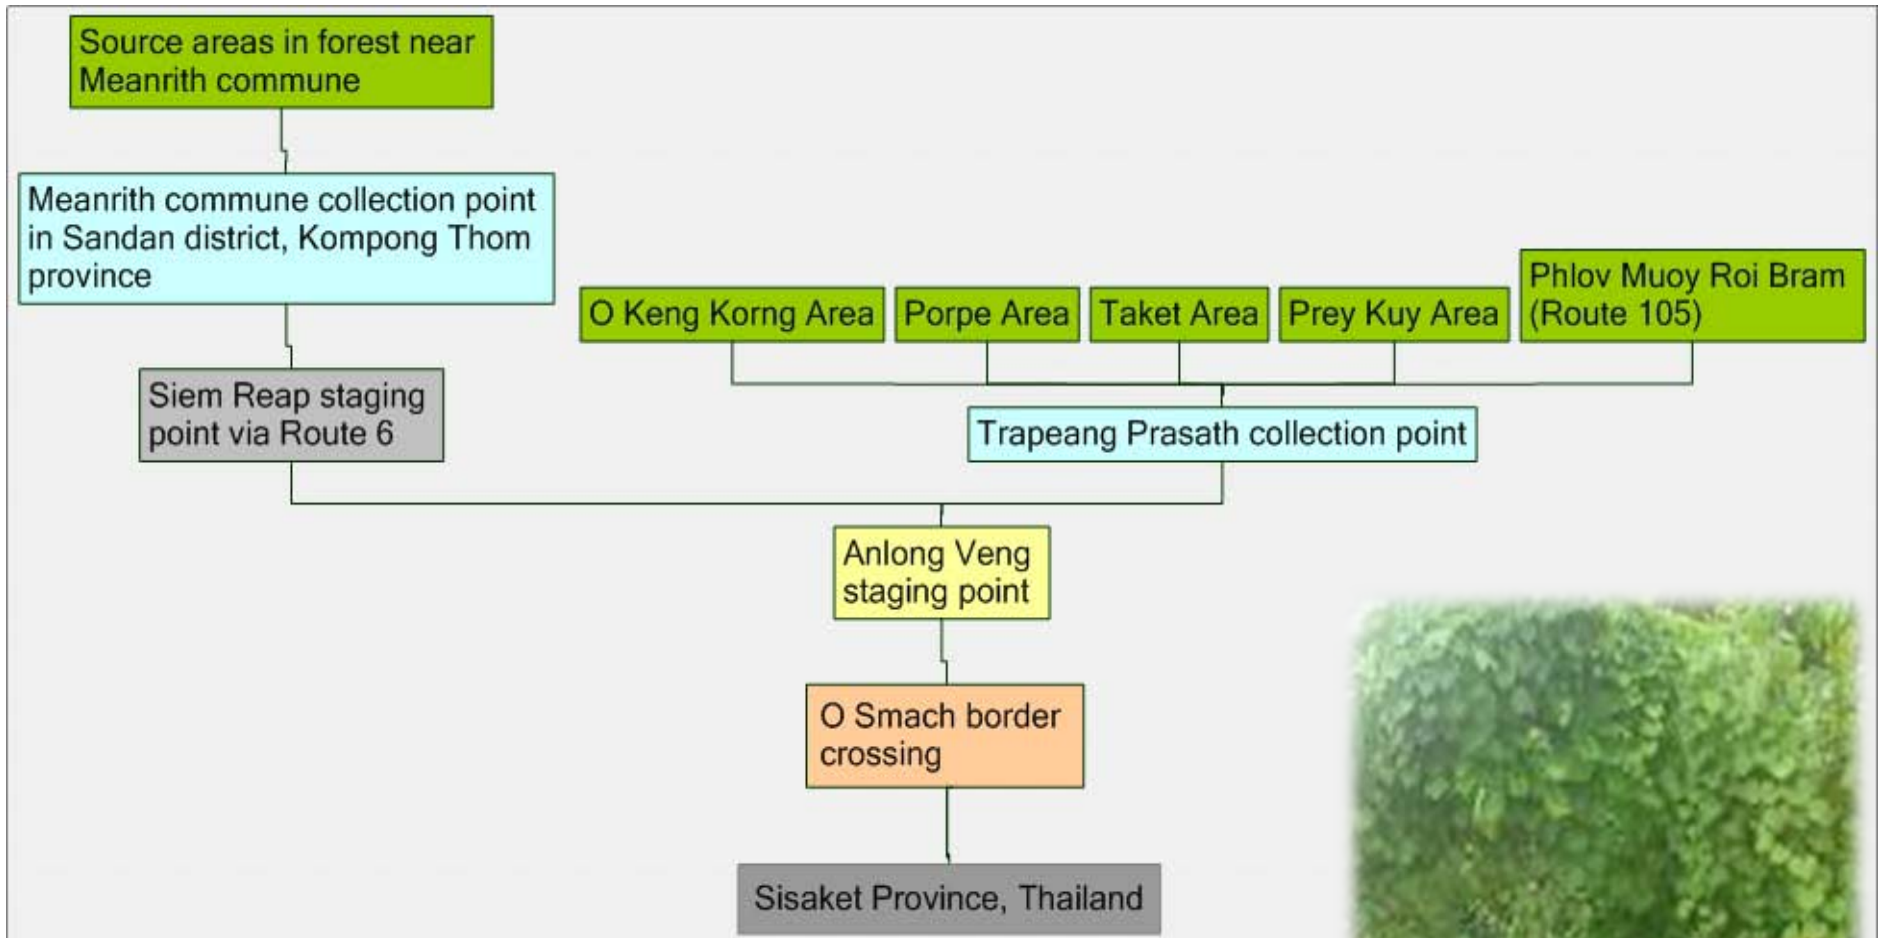 Source areas in forest near
Meanrith commune
Meanrith commune collection point
in Sandan district, Kompong Thom
province
Siem Reap staging
point via Route 6
O Keng Korng Area
Porpe Area
Taket Area
Prey Kuy Area
Phlov Muoy Roi Bram
(Route 105)
Trapeang Prasath collection point
Anlong Veng
staging point
O Smach border
crossing
Sisaket Province, Thailand